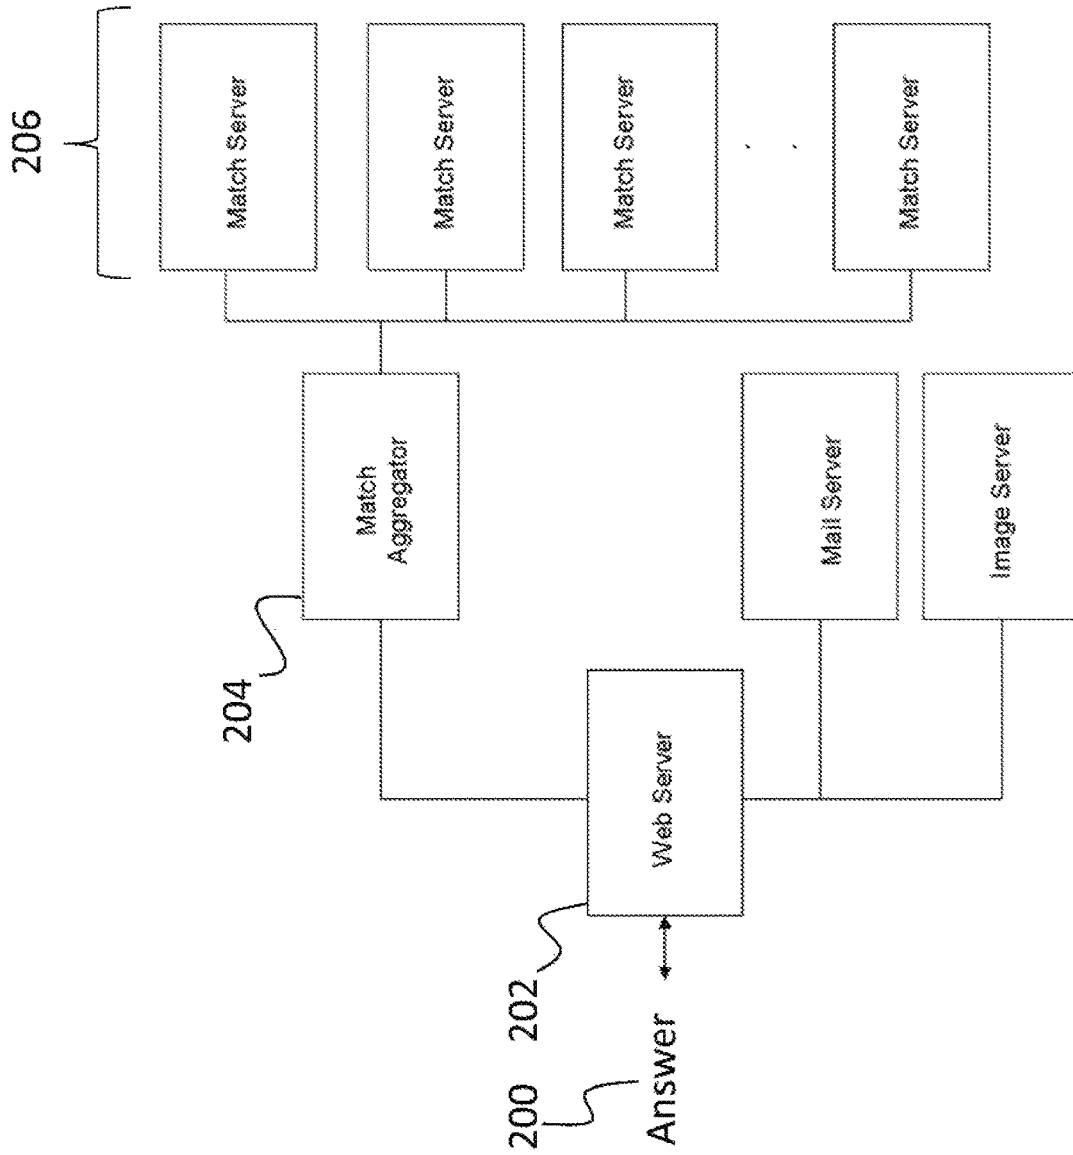 200
Answer
202
Web Server
204
Match
Aggregator
Mail Server
Image Server
206
Match Server
Match Server
Match Server
Match Server